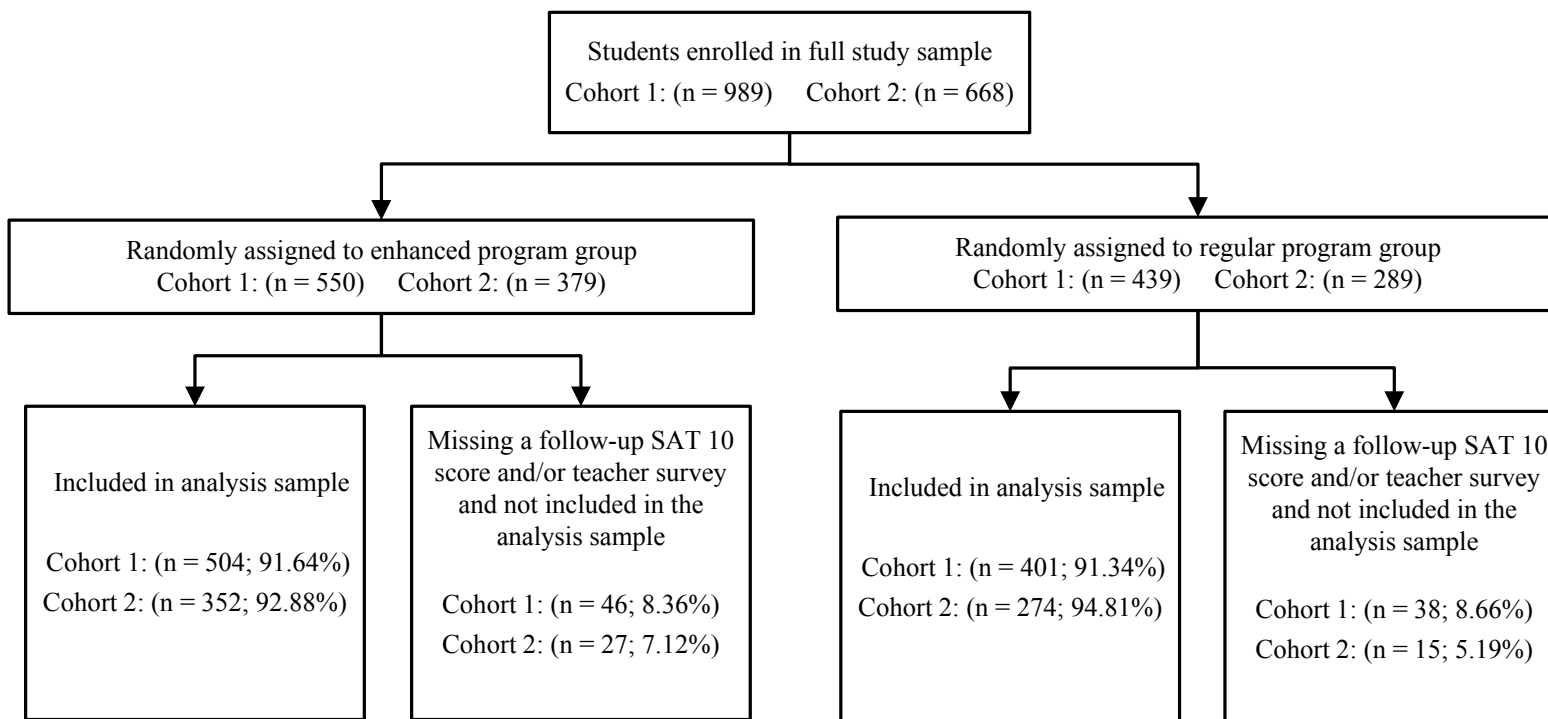 Students enrolled in full study sample
Cohort 1: (n = 989) Cohort 2: (n = 668)
Randomly assigned to enhanced program group
Cohort 1: (n = 550) Cohort 2: (n = 379)
Randomly assigned to regular program group
Cohort 1: (n = 439) Cohort 2: (n = 289)
Included in analysis sample
Cohort 1: (n = 504; 91.64%)
Cohort 2: (n = 352; 92.88%)
Missing a follow-up SAT 10
score and/or teacher survey
and not included in the
analysis sample
Cohort 1: (n = 46; 8.36%)
Cohort 2: (n = 27; 7.12%)
Included in analysis sample
Cohort 1: (n = 401; 91.34%)
Cohort 2: (n = 274; 94.81%)
Missing a follow-up SAT 10
score and/or teacher survey
and not included in the
analysis sample
Cohort 1: (n = 38; 8.66%)
Cohort 2: (n = 15; 5.19%)